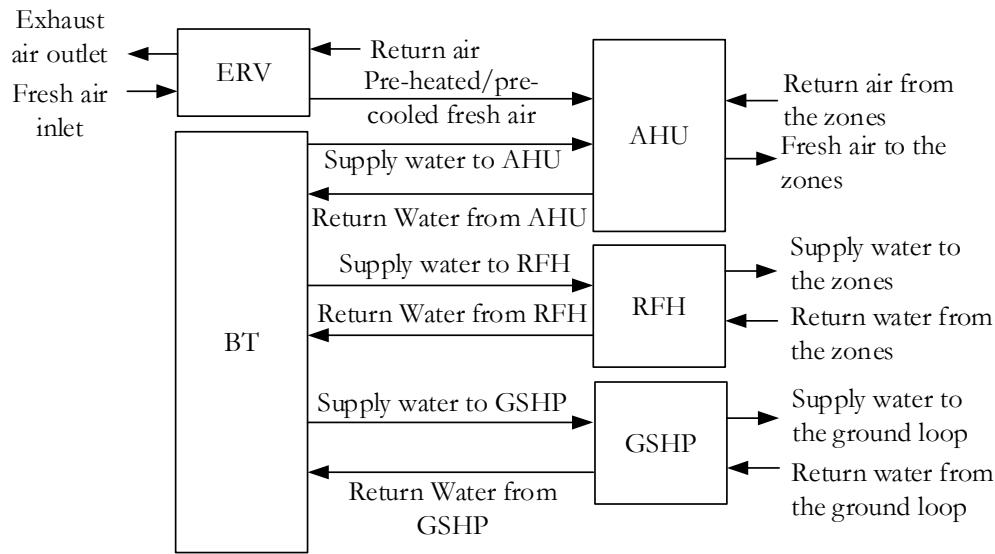 Exhaust
air outlet
Fresh air
inlet
ERV
Return air
Pre-heated/pre-
cooled fresh air
AHU
Return air from
the zones
Fresh air to the
zones
Supply water to AHU
Return Water from AHU
BT
Supply water to RFH
Return Water from RFH
RFH
Supply water to
the zones
Return water from
the zones
Supply water to GSHP
Return Water from
GSHP
GSHP
Supply water to
the ground loop
Return water from
the ground loop